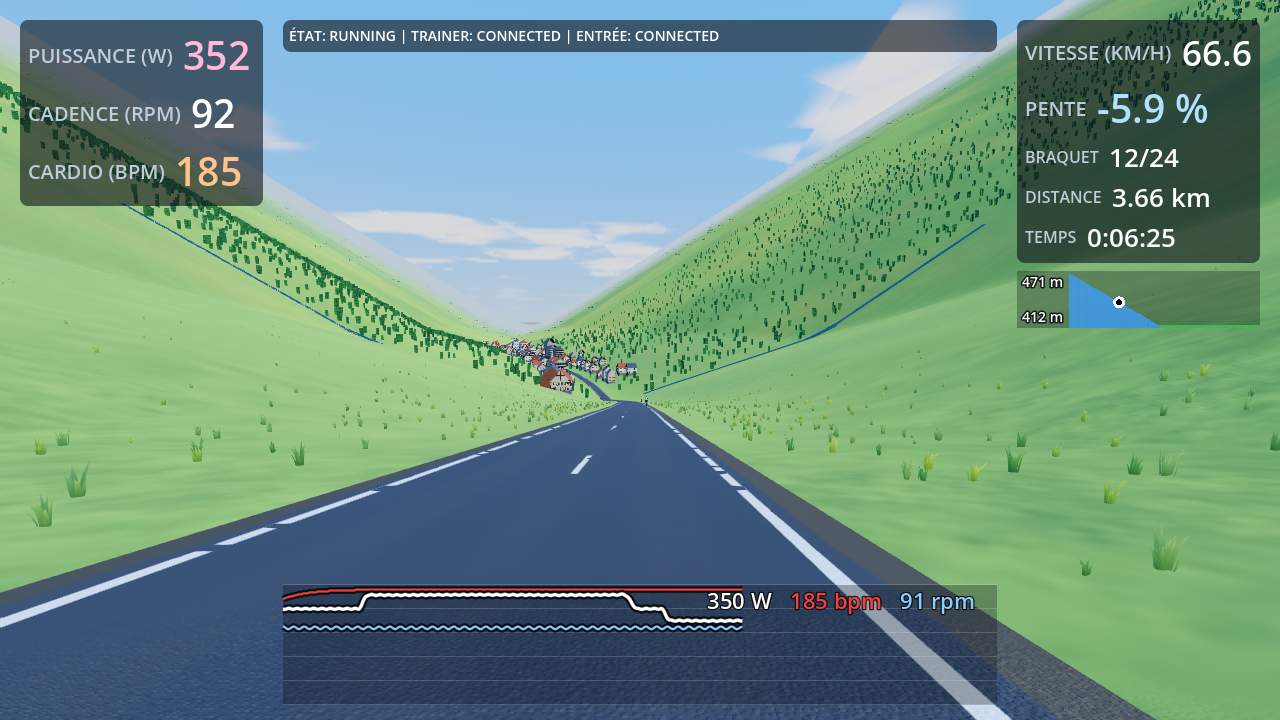 PUISSANCE (W) 352
CADENCE (RPM) 92
CARDIO (BPM) 185
ÉTAT: RUNNING | TRAINER: CONNECTED | ENTRÉE: CONNECTED
VITESSE (KM/H) 66.6
PENTE -5.9 %
BRAQUET 12/24
DISTANCE 3.66 km
TEMPS 0:06:25
471 m
412 m
350 W 185 bpm 91 rpm